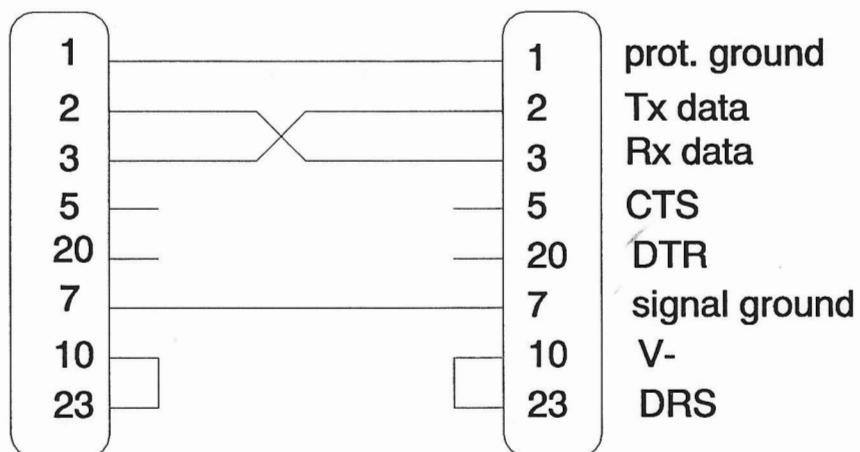 1 1 prot. ground
2 2 Tx data
3 3 Rx data
5 5 CTS
20 20 DTR
7 7 signal ground
10 10 V-
23 23 DRS